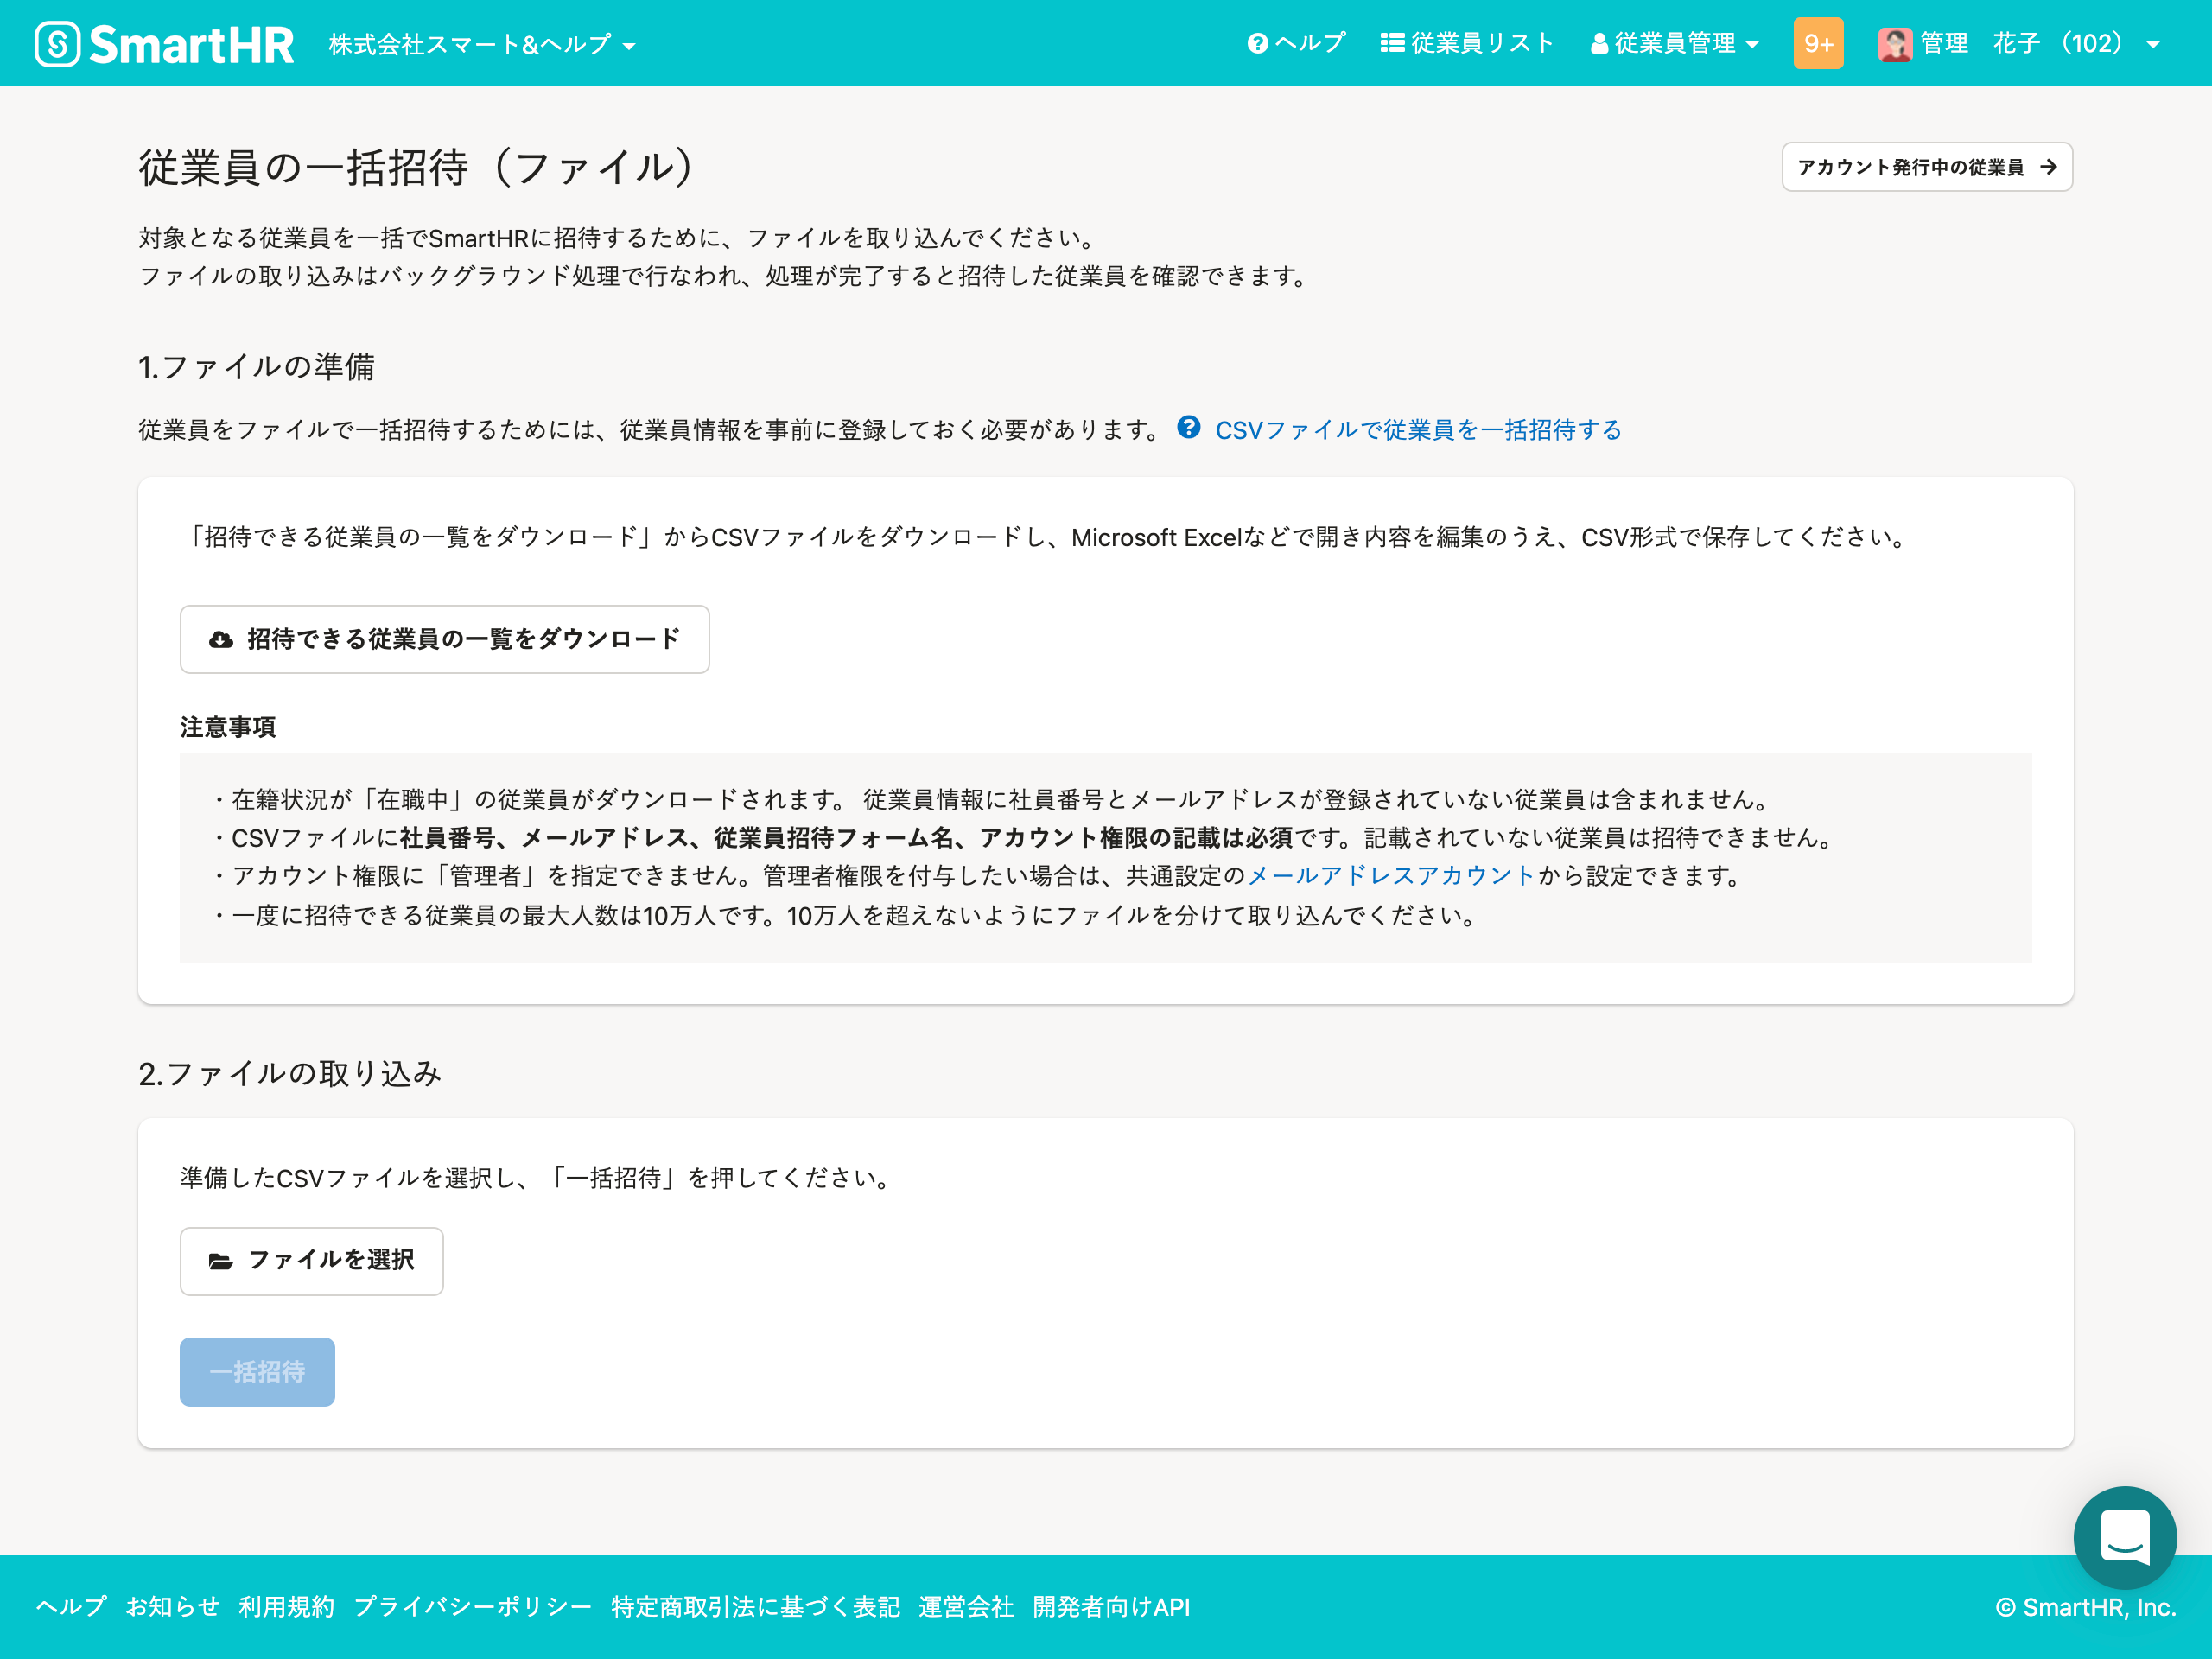 SmartHR 株式会社スマート&ヘルプ ヘルプ 従業員リスト 従業員管理 9+ 管理 花子 （102）
従業員の一括招待（ファイル）
アカウント発行中の従業員
対象となる従業員を一括でSmartHRに招待するために、ファイルを取り込んでください。
ファイルの取り込みはバックグラウンド処理で行なわれ、処理が完了すると招待した従業員を確認できます。
1.ファイルの準備
従業員をファイルで一括招待するためには、従業員情報を事前に登録しておく必要があります。 CSVファイルで従業員を一括招待する
「招待できる従業員の一覧をダウンロード」からCSVファイルをダウンロードし、Microsoft Excelなどで開き内容を編集のうえ、CSV形式で保存してください。
招待できる従業員の一覧をダウンロード
注意事項
・在籍状況が「在職中」の従業員がダウンロードされます。 従業員情報に社員番号とメールアドレスが登録されていない従業員は含まれません。
・CSVファイルに社員番号、メールアドレス、従業員招待フォーム名、アカウント権限の記載は必須です。記載されていない従業員は招待できません。
・アカウント権限に「管理者」を指定できません。管理者権限を付与したい場合は、共通設定のメールアドレスアカウントから設定できます。
・一度に招待できる従業員の最大人数は10万人です。10万人を超えないようにファイルを分けて取り込んでください。
2.ファイルの取り込み
準備したCSVファイルを選択し、「一括招待」を押してください。
ファイルを選択
一括招待
ヘルプ お知らせ 利用規約 プライバシーポリシー 特定商取引法に基づく表記 運営会社 開発者向けAPI
© SmartHR, Inc.